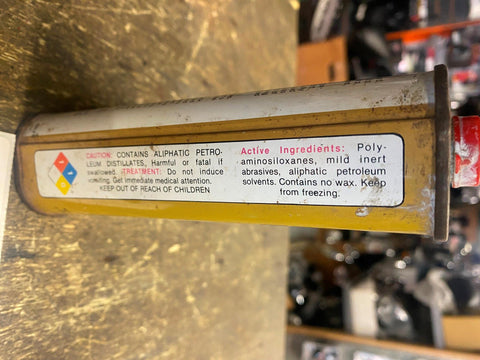 CAUTION: CONTAINS ALIPHATIC PETRO-
LEUM DISTILLATES, Harmful or fatal if
swallowed. TREATMENT: Do not induce
vomiting. Get immediate medical attention.
KEEP OUT OF REACH OF CHILDREN
Active Ingredients: Poly-
aminosiloxanes, mild inert
abrasives, aliphatic petroleum
solvents. Contains no wax. Keep
from freezing.